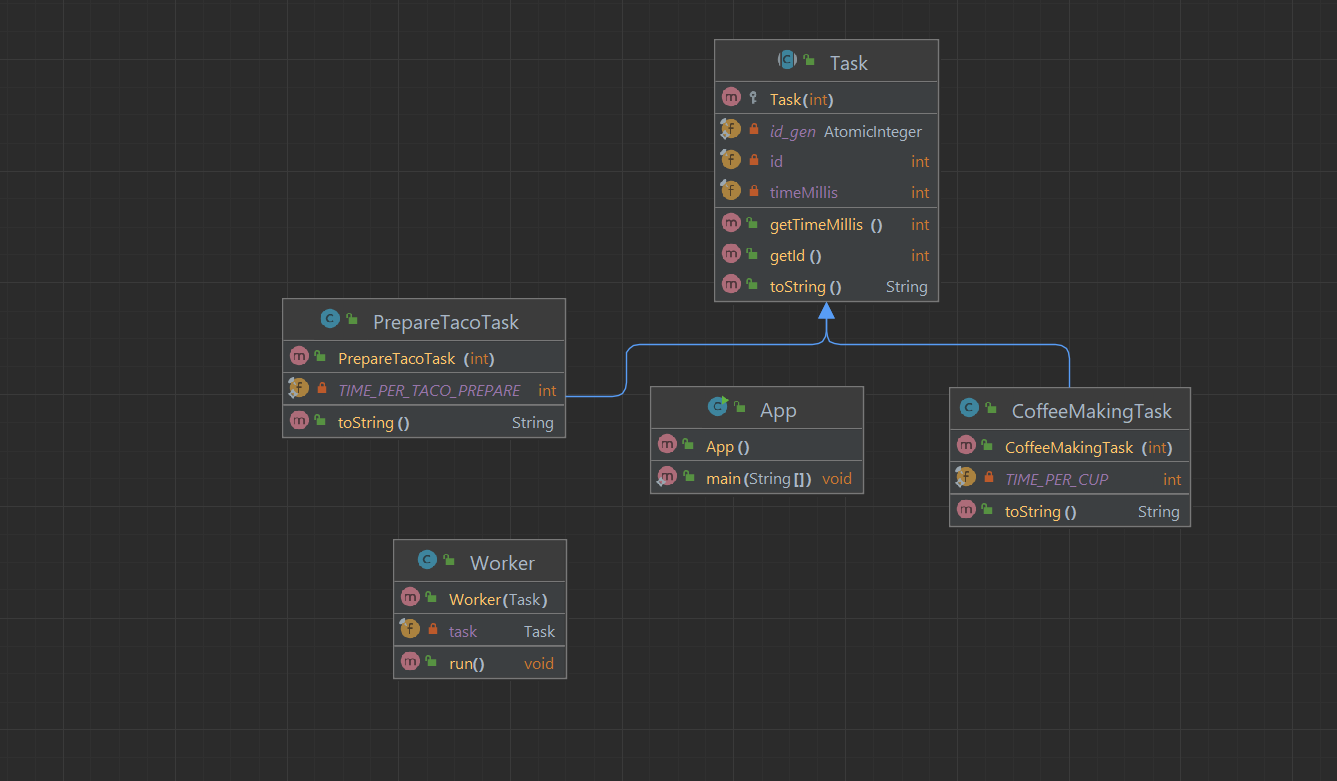 Task
Task(int)
id_gen AtomicInteger
id int
timeMillis int
getTimeMillis () int
getId () int
toString () String
PrepareTacoTask
PrepareTacoTask (int)
TIME_PER_TACO_PREPARE int
toString () String
App
App ()
main(String[]) void
CoffeeMakingTask
CoffeeMakingTask (int)
TIME_PER_CUP int
toString () String
Worker
Worker(Task)
task Task
run() void